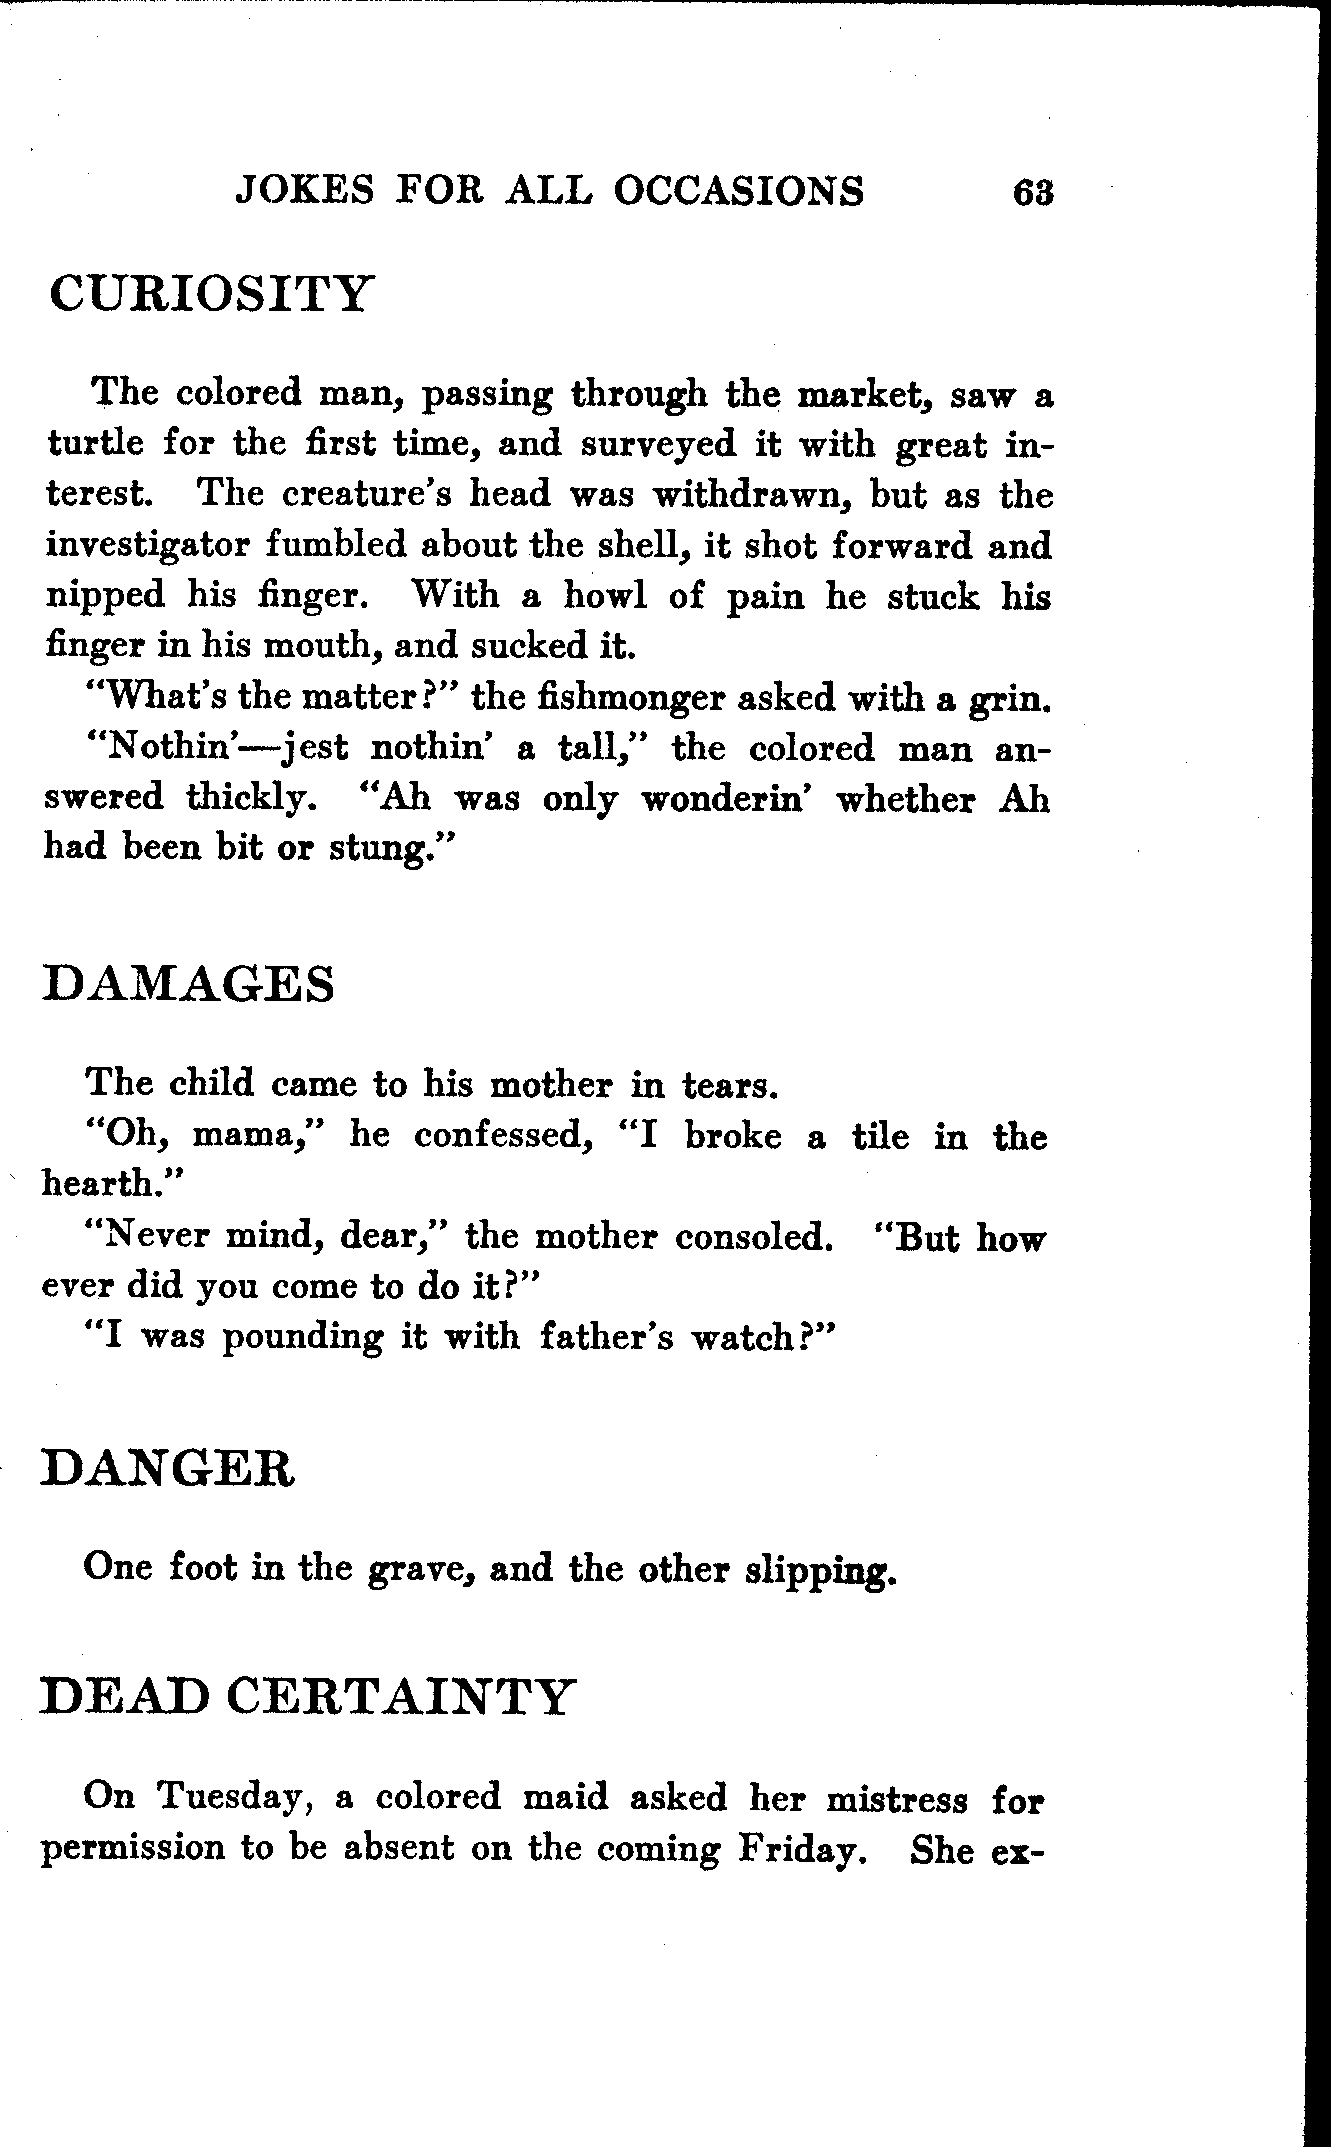 JOKES FOR ALL OCCASIONS 63
CURIOSITY
The colored man, passing through the market, saw a
turtle for the first time, and surveyed it with great in-
terest. The creature's head was withdrawn, but as the
investigator fumbled about the shell, it shot forward and
nipped his finger. With a howl of pain he stuck his
finger in his mouth, and sucked it.
"What's the matter?" the fishmonger asked with a grin.
"Nothin'—jest nothin' a tall," the colored man an-
swered thickly. "Ah was only wonderin' whether Ah
had been bit or stung."
DAMAGES
The child came to his mother in tears.
"Oh, mama," he confessed, "I broke a tile in the
hearth."
"Never mind, dear," the mother consoled. "But how
ever did you come to do it?"
"I was pounding it with father's watch?"
DANGER
One foot in the grave, and the other slipping.
DEAD CERTAINTY
On Tuesday, a colored maid asked her mistress for
permission to be absent on the coming Friday. She ex-